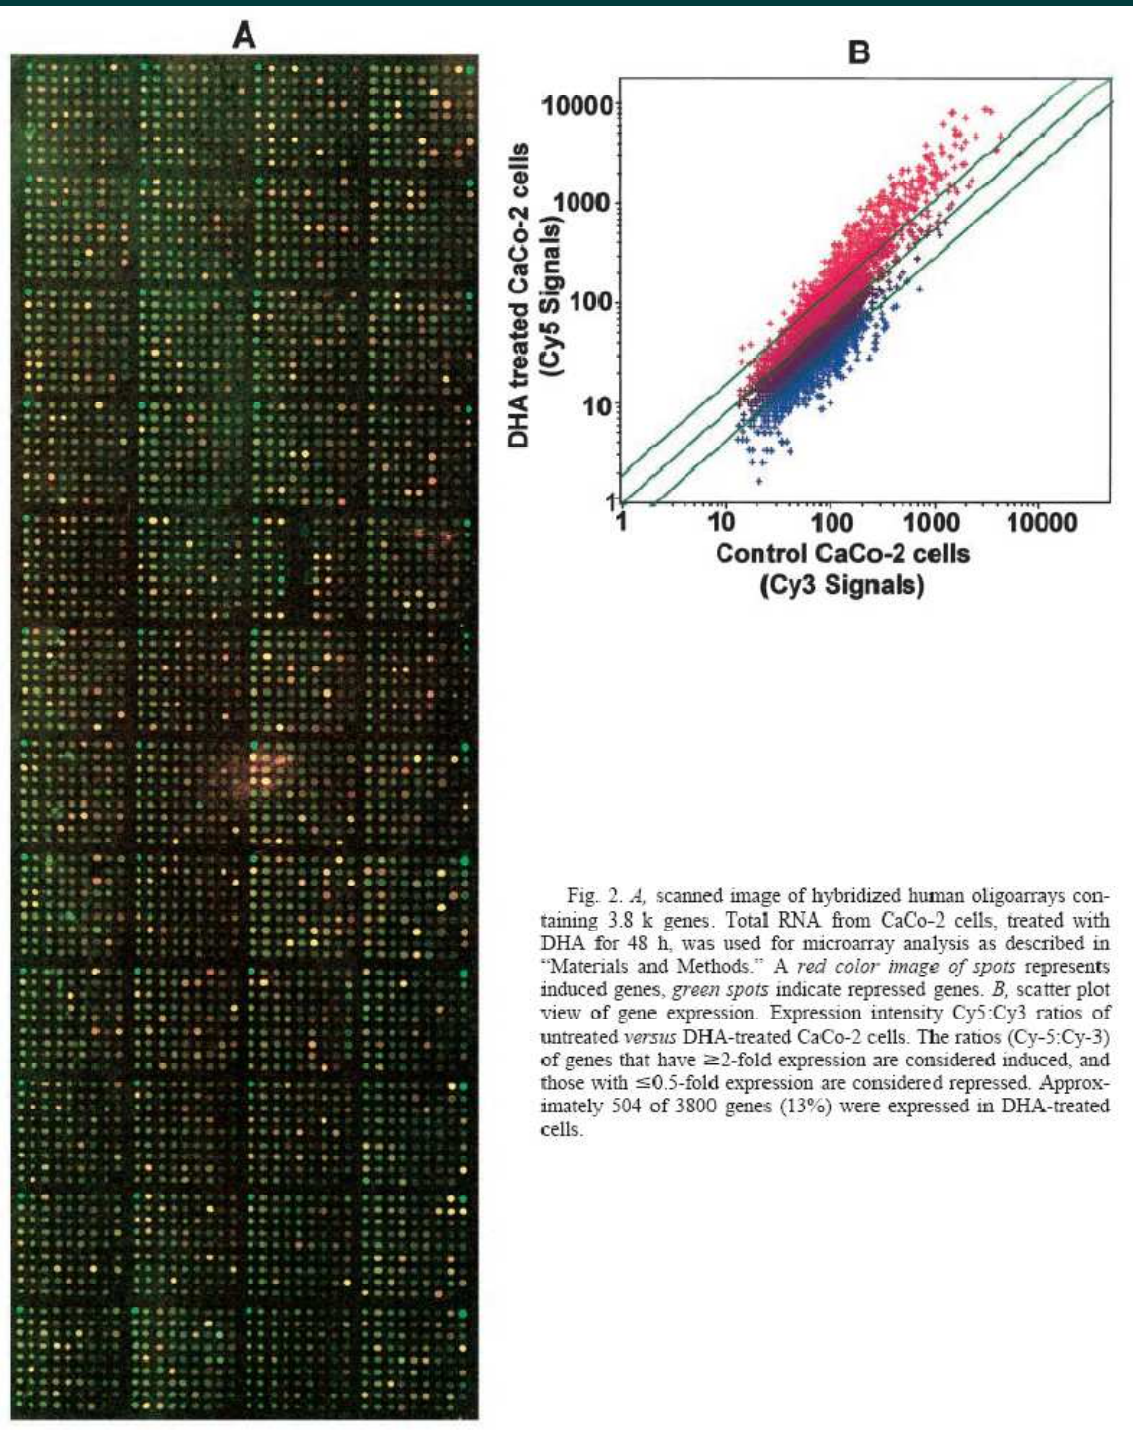 A
B
DHA treated CaCo-2 cells
(Cy5 Signals)
10000
1000
100
10
1
1 10 100 1000 10000
Control CaCo-2 cells
(Cy3 Signals)
Fig. 2. A, scanned image of hybridized human oligoarrays con-
taining 3.8 k genes. Total RNA from CaCo-2 cells, treated with
DHA for 48 h, was used for microarray analysis as described in
“Materials and Methods.” A red color image of spots represents
induced genes, green spots indicate repressed genes. B, scatter plot
view of gene expression. Expression intensity Cy5:Cy3 ratios of
untreated versus DHA-treated CaCo-2 cells. The ratios (Cy-5:Cy-3)
of genes that have ≥2-fold expression are considered induced, and
those with ≤0.5-fold expression are considered repressed. Approx-
imately 504 of 3800 genes (13%) were expressed in DHA-treated
cells.